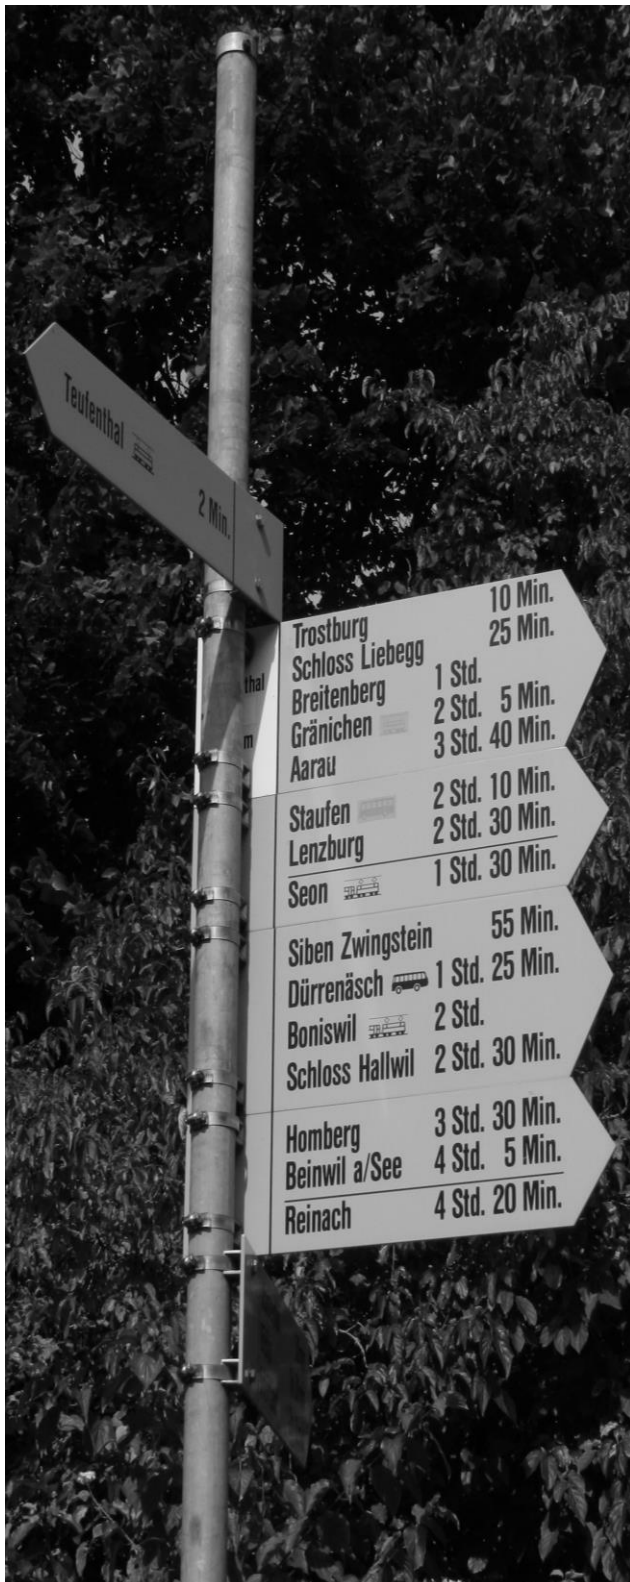 Teufenthal 2 Min.
thal
m
Trostburg 10 Min.
Schloss Liebegg 25 Min.
Breitenberg 1 Std.
Gränichen 2 Std. 5 Min.
Aarau 3 Std. 40 Min.
Staufen 2 Std. 10 Min.
Lenzburg 2 Std. 30 Min.
Seon 1 Std. 30 Min.
Siben Zwingstein 55 Min.
Dürrenäsch 1 Std. 25 Min.
Boniswil 2 Std.
Schloss Hallwil 2 Std. 30 Min.
Homberg 3 Std. 30 Min.
Beinwil a/See 4 Std. 5 Min.
Reinach 4 Std. 20 Min.